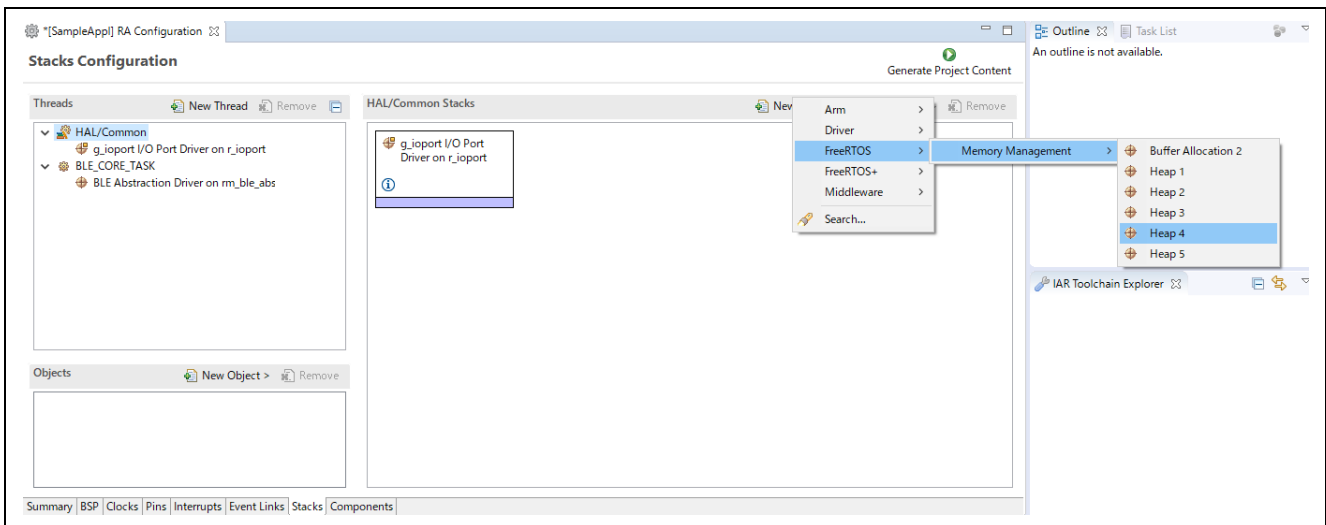 *[SampleAppl] RA Configuration
Stacks Configuration
Generate Project Content
Threads
New Thread
Remove
HAL/Common
g_ioport I/O Port Driver on r_ioport
BLE_CORE_TASK
BLE Abstraction Driver on rm_ble_abs
HAL/Common Stacks
New
Remove
g_ioport I/O Port
Driver on r_ioport
Arm
Driver
FreeRTOS
FreeRTOS+
Middleware
Search...
Memory Management
Buffer Allocation 2
Heap 1
Heap 2
Heap 3
Heap 4
Heap 5
Objects
New Object >
Remove
Summary BSP Clocks Pins Interrupts Event Links Stacks Components
Outline
Task List
An outline is not available.
IAR Toolchain Explorer